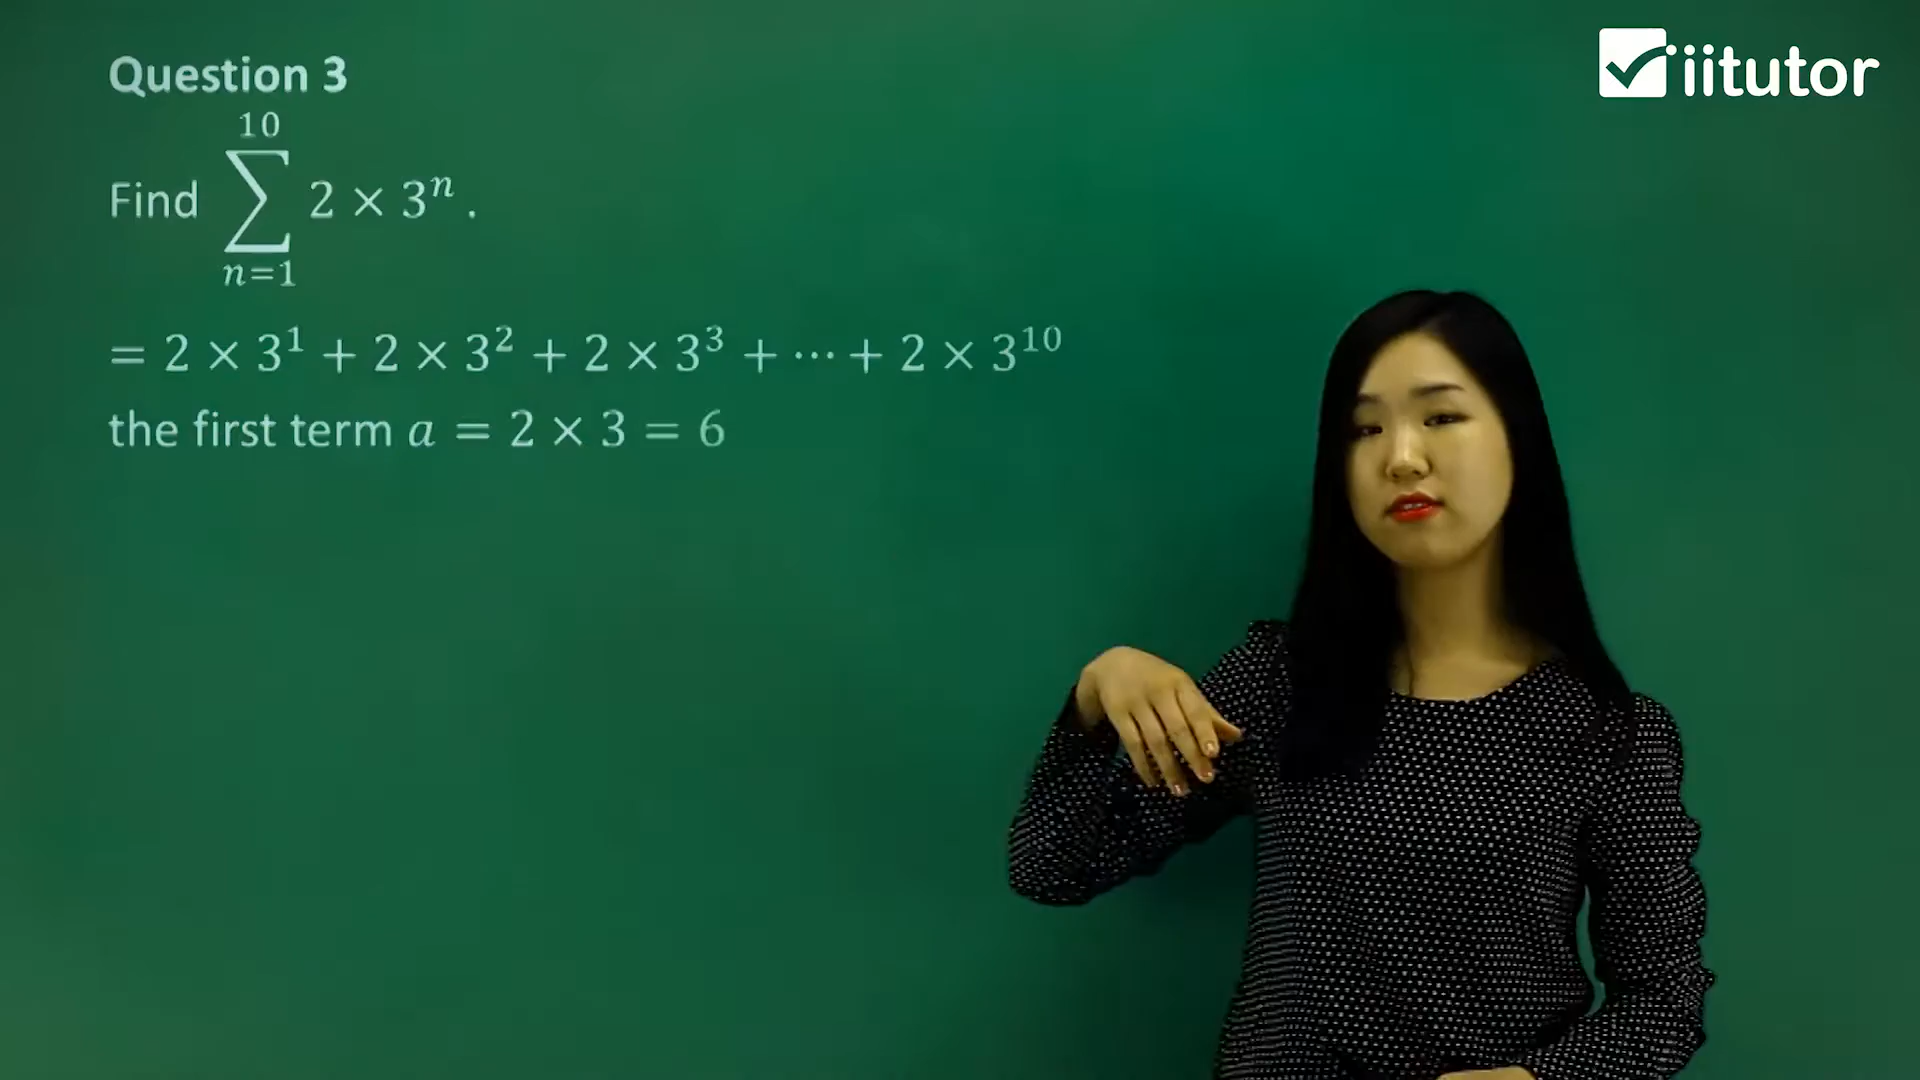 Question 3
Find \sum_{n=1}^{10} 2 × 3^n .
= 2 × 3^1 + 2 × 3^2 + 2 × 3^3 + ⋯ + 2 × 3^{10}
the first term a = 2 × 3 = 6
iitutor